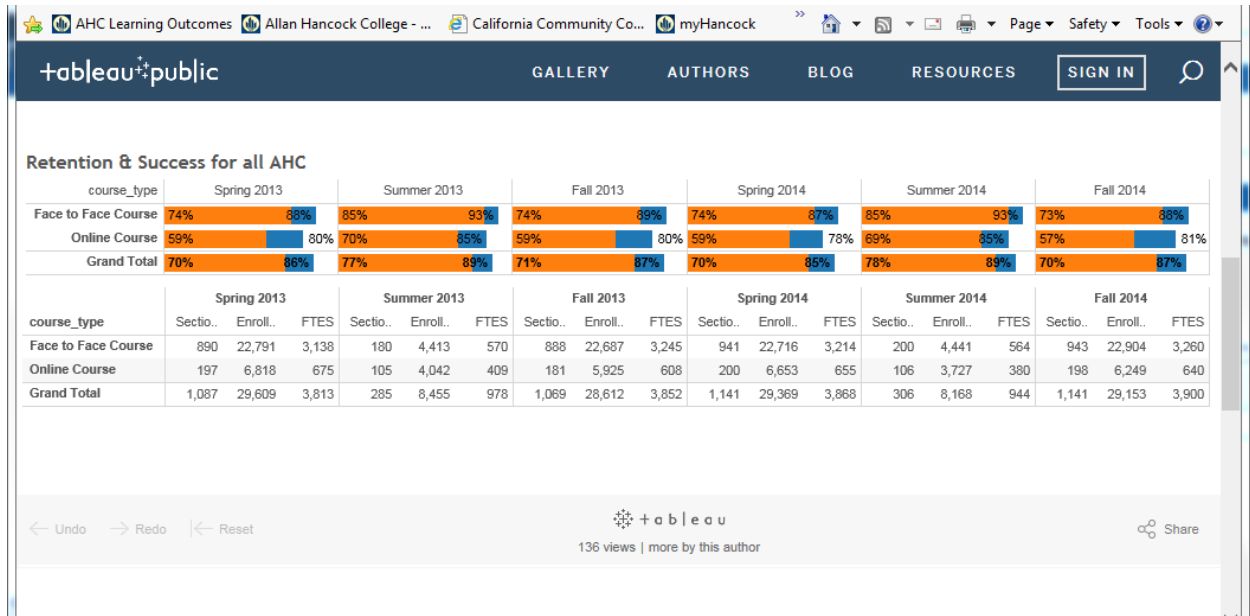 AHC Learning Outcomes Allan Hancock College - ... California Community Co... myHancock » Page Safety Tools
tableau public GALLERY AUTHORS BLOG RESOURCES SIGN IN
Retention & Success for all AHC
course_type Spring 2013 Summer 2013 Fall 2013 Spring 2014 Summer 2014 Fall 2014
Face to Face Course 74% 88% 85% 93% 74% 89% 74% 87% 85% 93% 73% 88%
Online Course 59% 80% 70% 85% 59% 80% 59% 78% 69% 85% 57% 81%
Grand Total 70% 86% 77% 89% 71% 87% 70% 85% 78% 89% 70% 87%
Spring 2013 Summer 2013 Fall 2013 Spring 2014 Summer 2014 Fall 2014
course_type Sectio.. Enroll.. FTES Sectio.. Enroll.. FTES Sectio.. Enroll.. FTES Sectio.. Enroll.. FTES Sectio.. Enroll.. FTES Sectio.. Enroll.. FTES
Face to Face Course 890 22,791 3,138 180 4,413 570 888 22,687 3,245 941 22,716 3,214 200 4,441 564 943 22,904 3,260
Online Course 197 6,818 675 105 4,042 409 181 5,925 608 200 6,653 655 106 3,727 380 198 6,249 640
Grand Total 1,087 29,609 3,813 285 8,455 978 1,069 28,612 3,852 1,141 29,369 3,868 306 8,168 944 1,141 29,153 3,900
Undo Redo Reset tableau Share
136 views | more by this author